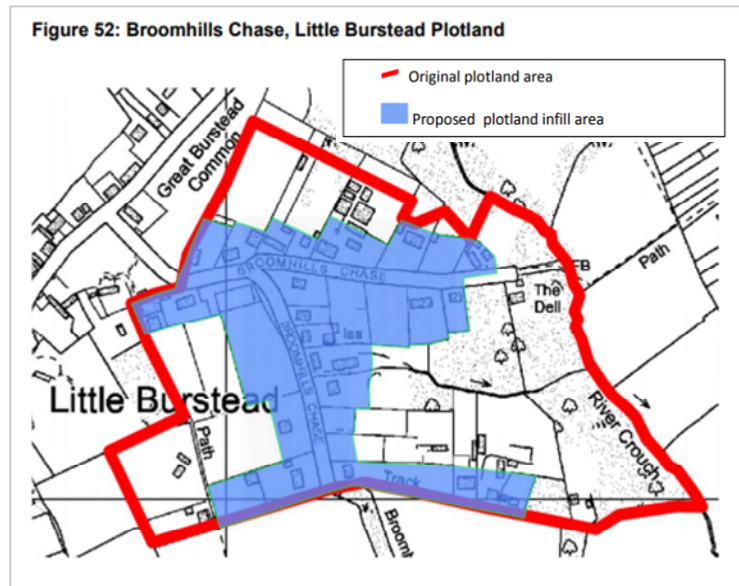 Figure 52: Broomhills Chase, Little Burstead Plotland
Original plotland area
Proposed plotland infill area
Great Burstead
Common
BROOMHILLS CHASE
FB
Path
The
Dell
Iss
BROOMHILLS CHASE
Little Burstead
Path
River Crouch
Track
Broomh